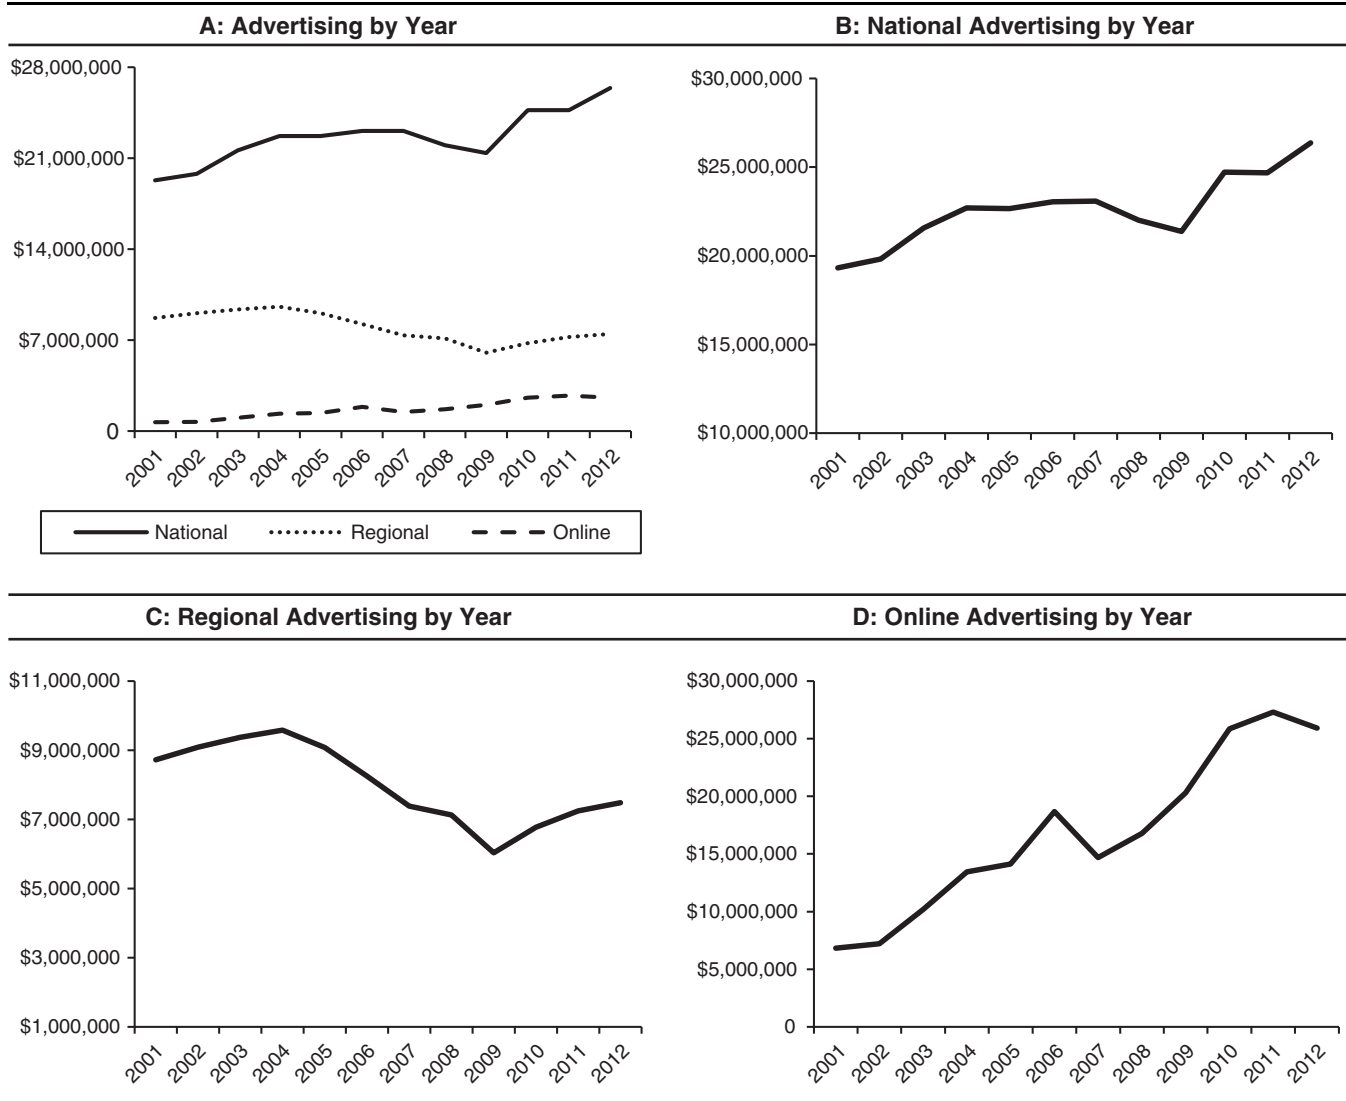 A: Advertising by Year
$28,000,000
$21,000,000
$14,000,000
$7,000,000
0
2001 2002 2003 2004 2005 2006 2007 2008 2009 2010 2011 2012
National Regional Online
B: National Advertising by Year
$30,000,000
$25,000,000
$20,000,000
$15,000,000
$10,000,000
2001 2002 2003 2004 2005 2006 2007 2008 2009 2010 2011 2012
C: Regional Advertising by Year
$11,000,000
$9,000,000
$7,000,000
$5,000,000
$3,000,000
$1,000,000
2001 2002 2003 2004 2005 2006 2007 2008 2009 2010 2011 2012
D: Online Advertising by Year
$30,000,000
$25,000,000
$20,000,000
$15,000,000
$10,000,000
$5,000,000
0
2001 2002 2003 2004 2005 2006 2007 2008 2009 2010 2011 2012